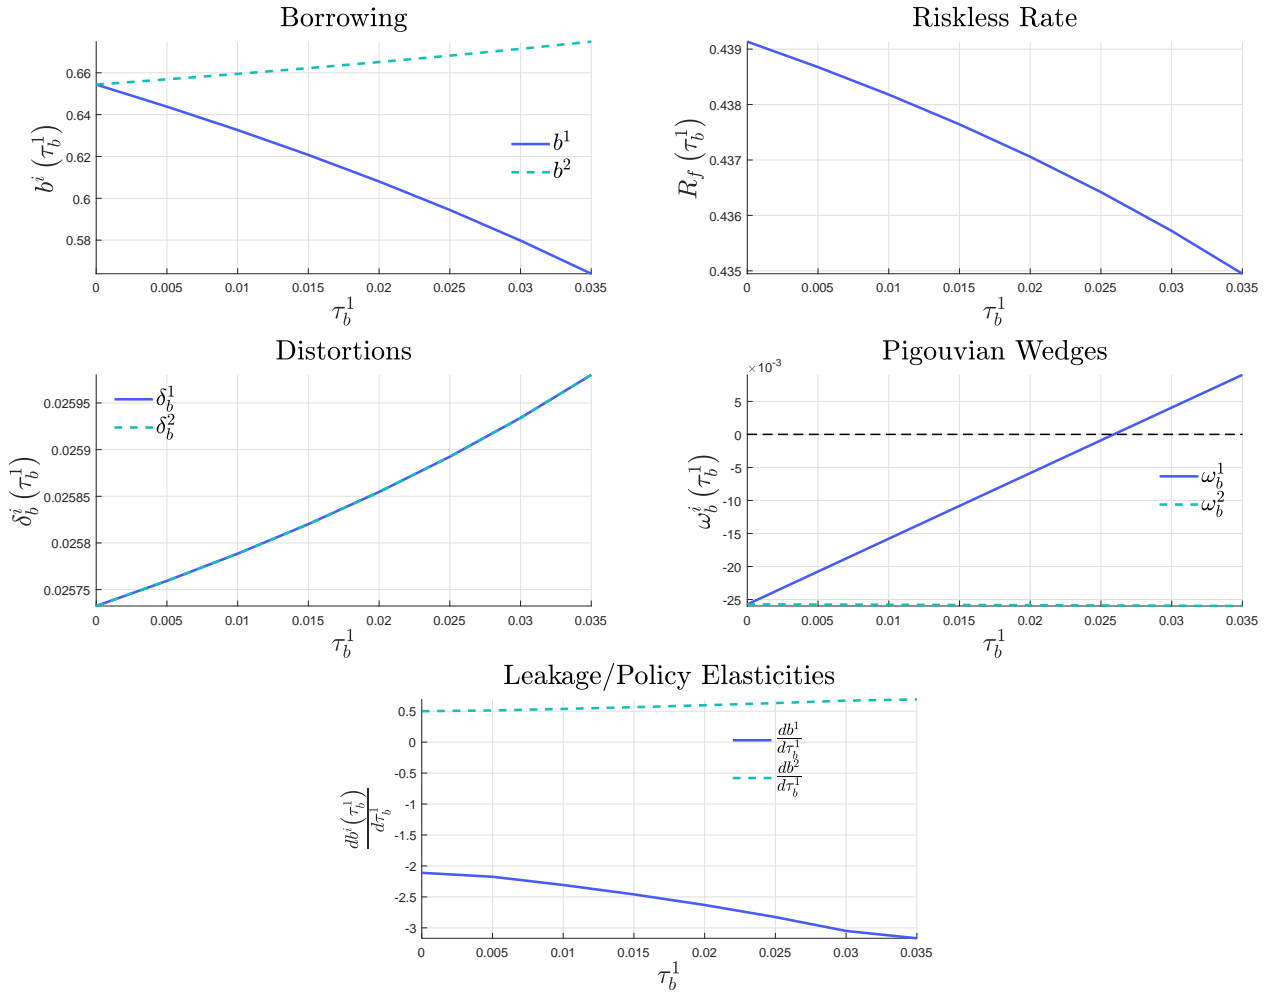 Borrowing
0.66
0.64
0.62
0.6
0.58
b^i (τ_b^1)
b^1
b^2
0 0.005 0.01 0.015 0.02 0.025 0.03 0.035
τ_b^1
Riskless Rate
0.439
0.438
0.437
0.436
0.435
R_f (τ_b^1)
0 0.005 0.01 0.015 0.02 0.025 0.03 0.035
τ_b^1
Distortions
0.02595
0.0259
0.02585
0.0258
0.02575
δ_b^i (τ_b^1)
δ_b^1
δ_b^2
0 0.005 0.01 0.015 0.02 0.025 0.03 0.035
τ_b^1
Pigouvian Wedges
×10^-3
5
0
-5
-10
-15
-20
-25
ω_b^i (τ_b^1)
ω_b^1
ω_b^2
0 0.005 0.01 0.015 0.02 0.025 0.03 0.035
τ_b^1
Leakage/Policy Elasticities
0.5
0
-0.5
-1
-1.5
-2
-2.5
-3
db^i(τ_b^1)/dτ_b^1
db^1/dτ_b^1
db^2/dτ_b^1
0 0.005 0.01 0.015 0.02 0.025 0.03 0.035
τ_b^1